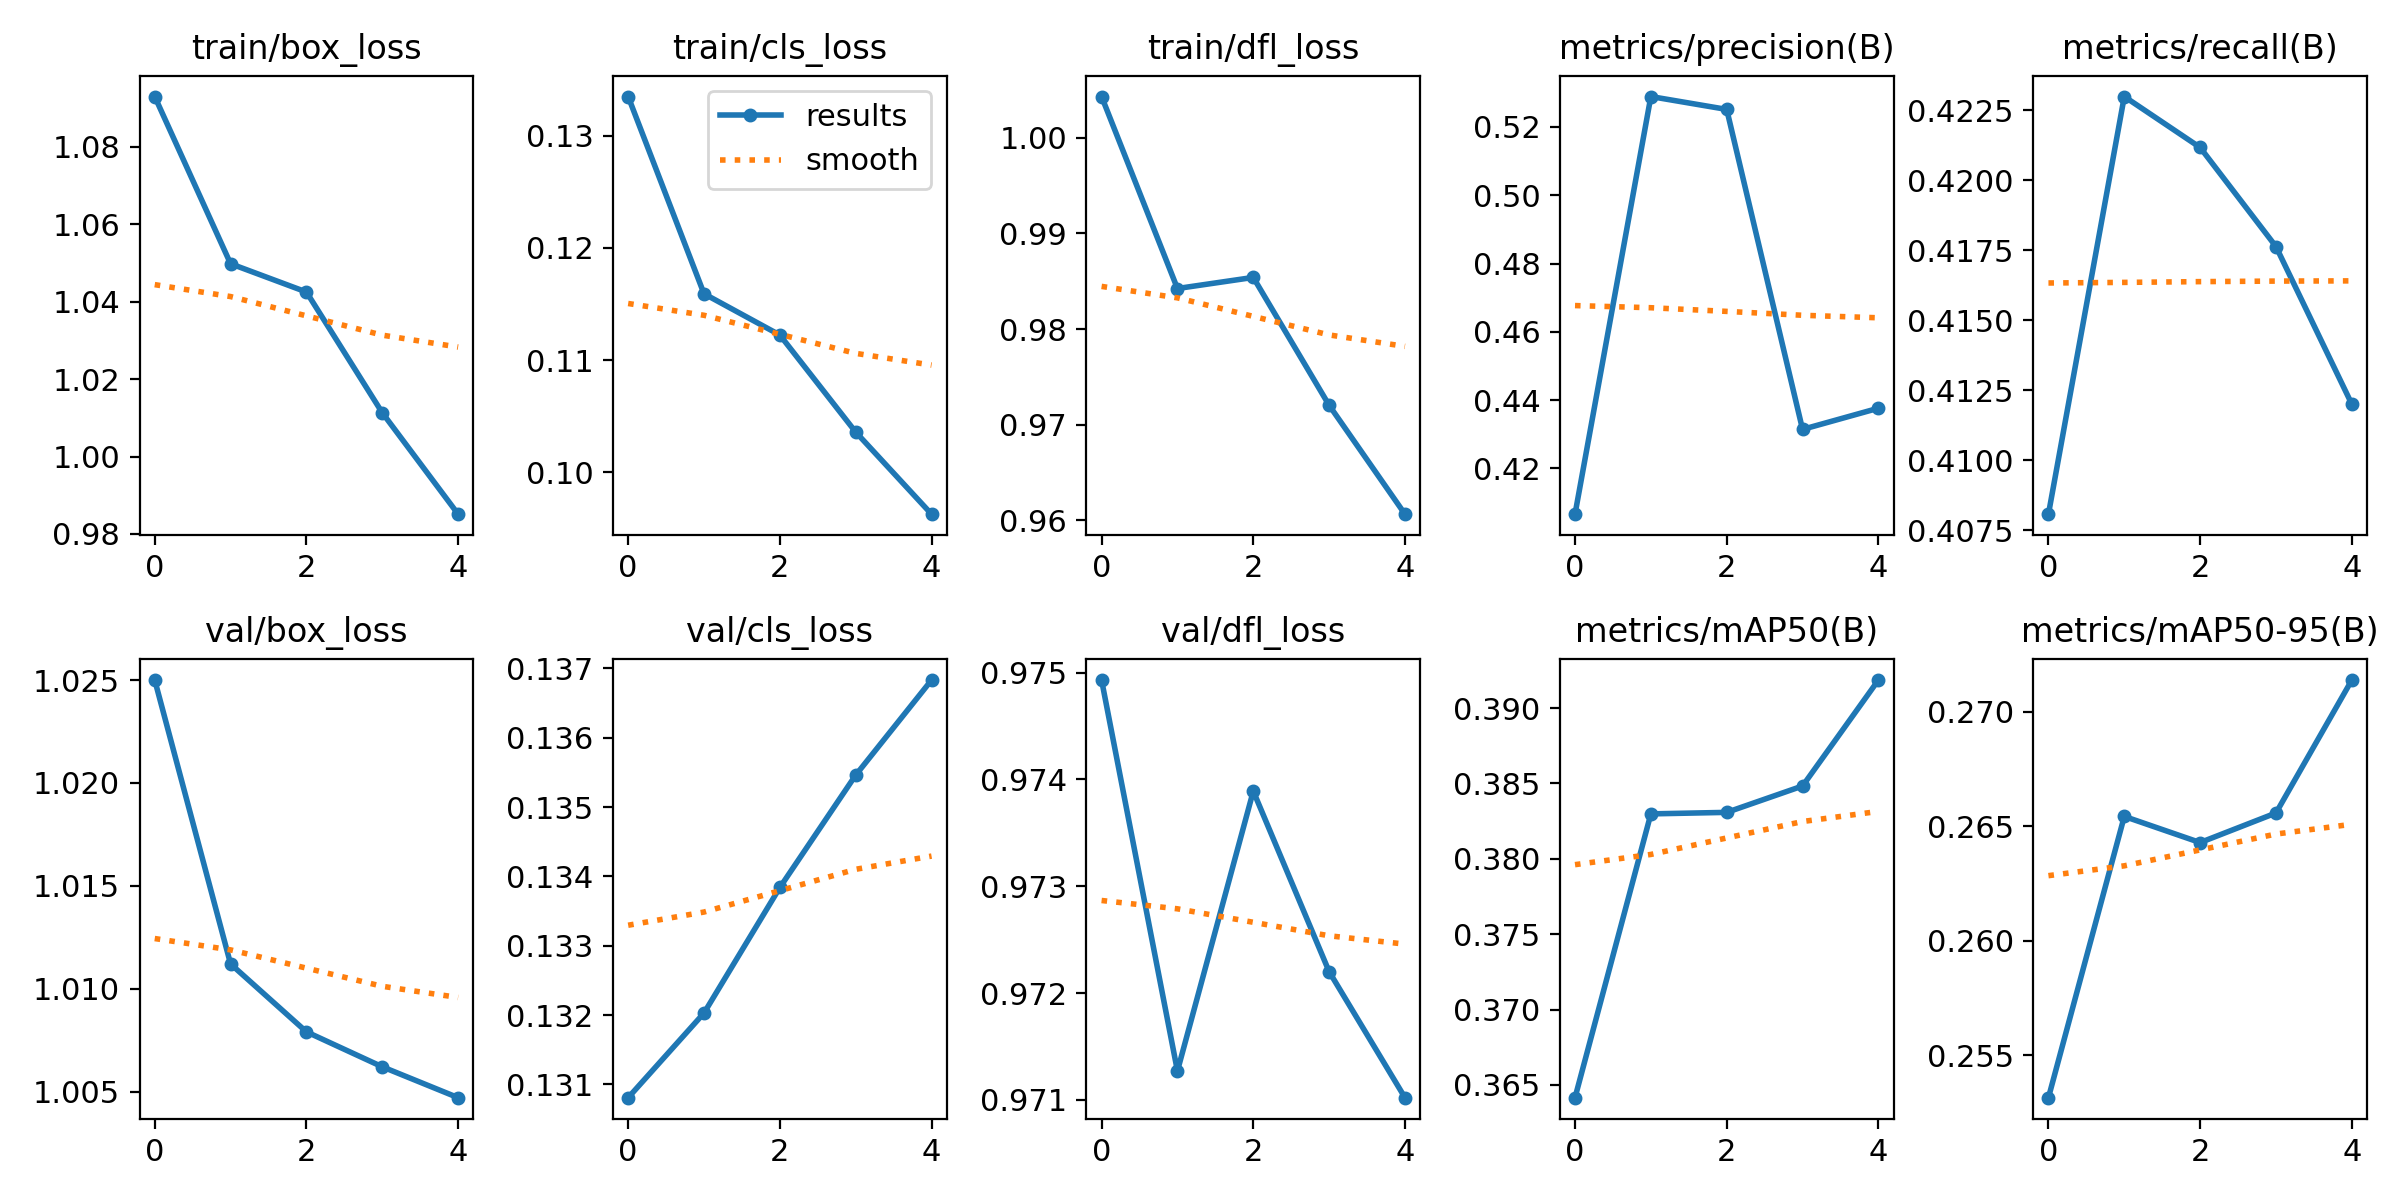 train/box_loss
1.08
1.06
1.04
1.02
1.00
0.98
0 2 4
train/cls_loss
results
smooth
0.13
0.12
0.11
0.10
0 2 4
train/dfl_loss
1.00
0.99
0.98
0.97
0.96
0 2 4
metrics/precision(B)
0.52
0.50
0.48
0.46
0.44
0.42
0 2 4
metrics/recall(B)
0.4225
0.4200
0.4175
0.4150
0.4125
0.4100
0.4075
0 2 4
val/box_loss
1.025
1.020
1.015
1.010
1.005
0 2 4
val/cls_loss
0.137
0.136
0.135
0.134
0.133
0.132
0.131
0 2 4
val/dfl_loss
0.975
0.974
0.973
0.972
0.971
0 2 4
metrics/mAP50(B)
0.390
0.385
0.380
0.375
0.370
0.365
0 2 4
metrics/mAP50-95(B)
0.270
0.265
0.260
0.255
0 2 4